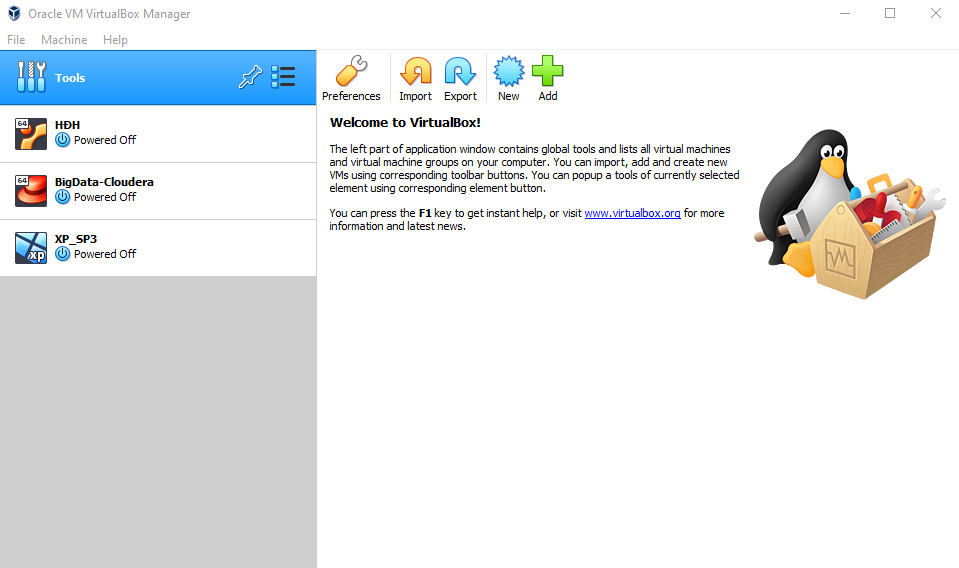 Oracle VM VirtualBox Manager
File Machine Help
Tools
Preferences Import Export New Add
64
HĐH
Powered Off
64
BigData-Cloudera
Powered Off
xp
XP_SP3
Powered Off
Welcome to VirtualBox!
The left part of application window contains global tools and lists all virtual machines
and virtual machine groups on your computer. You can import, add and create new
VMs using corresponding toolbar buttons. You can popup a tools of currently selected
element using corresponding element button.
You can press the F1 key to get instant help, or visit www.virtualbox.org for more
information and latest news.